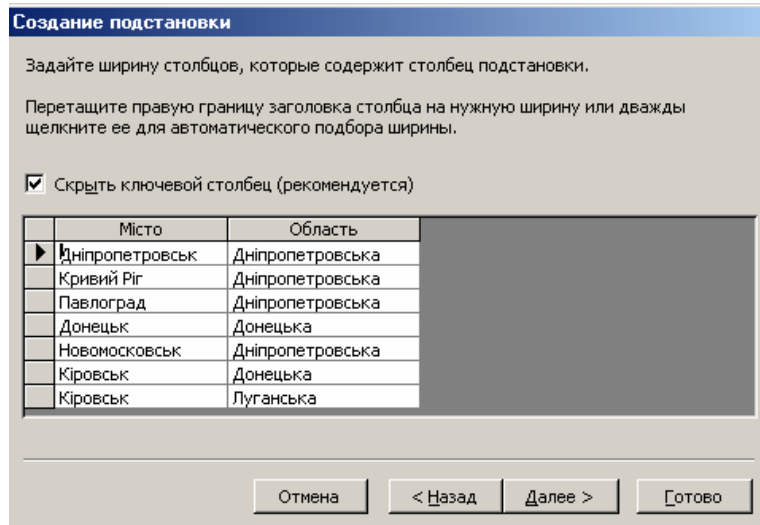 Создание подстановки
Задайте ширину столбцов, которые содержит столбец подстановки.
Перетащите правую границу заголовка столбца на нужную ширину или дважды
щелкните ее для автоматического подбора ширины.
Скрыть ключевой столбец (рекомендуется)
Місто Область
Дніпропетровськ Дніпропетровська
Кривий Ріг Дніпропетровська
Павлоград Дніпропетровська
Донецьк Донецька
Новомосковськ Дніпропетровська
Кіровськ Донецька
Кіровськ Луганська
Отмена < Назад Далее > Готово